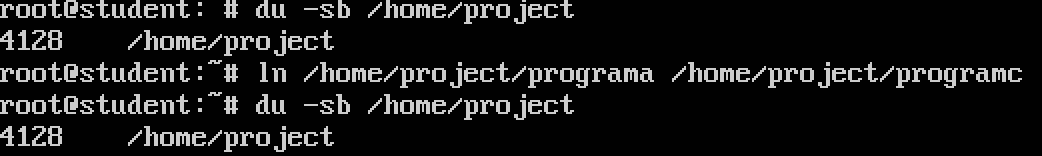 root@student: # du -sb /home/project
4128    /home/project
root@student:~# ln /home/project/programa /home/project/programc
root@student:~# du -sb /home/project
4128    /home/project